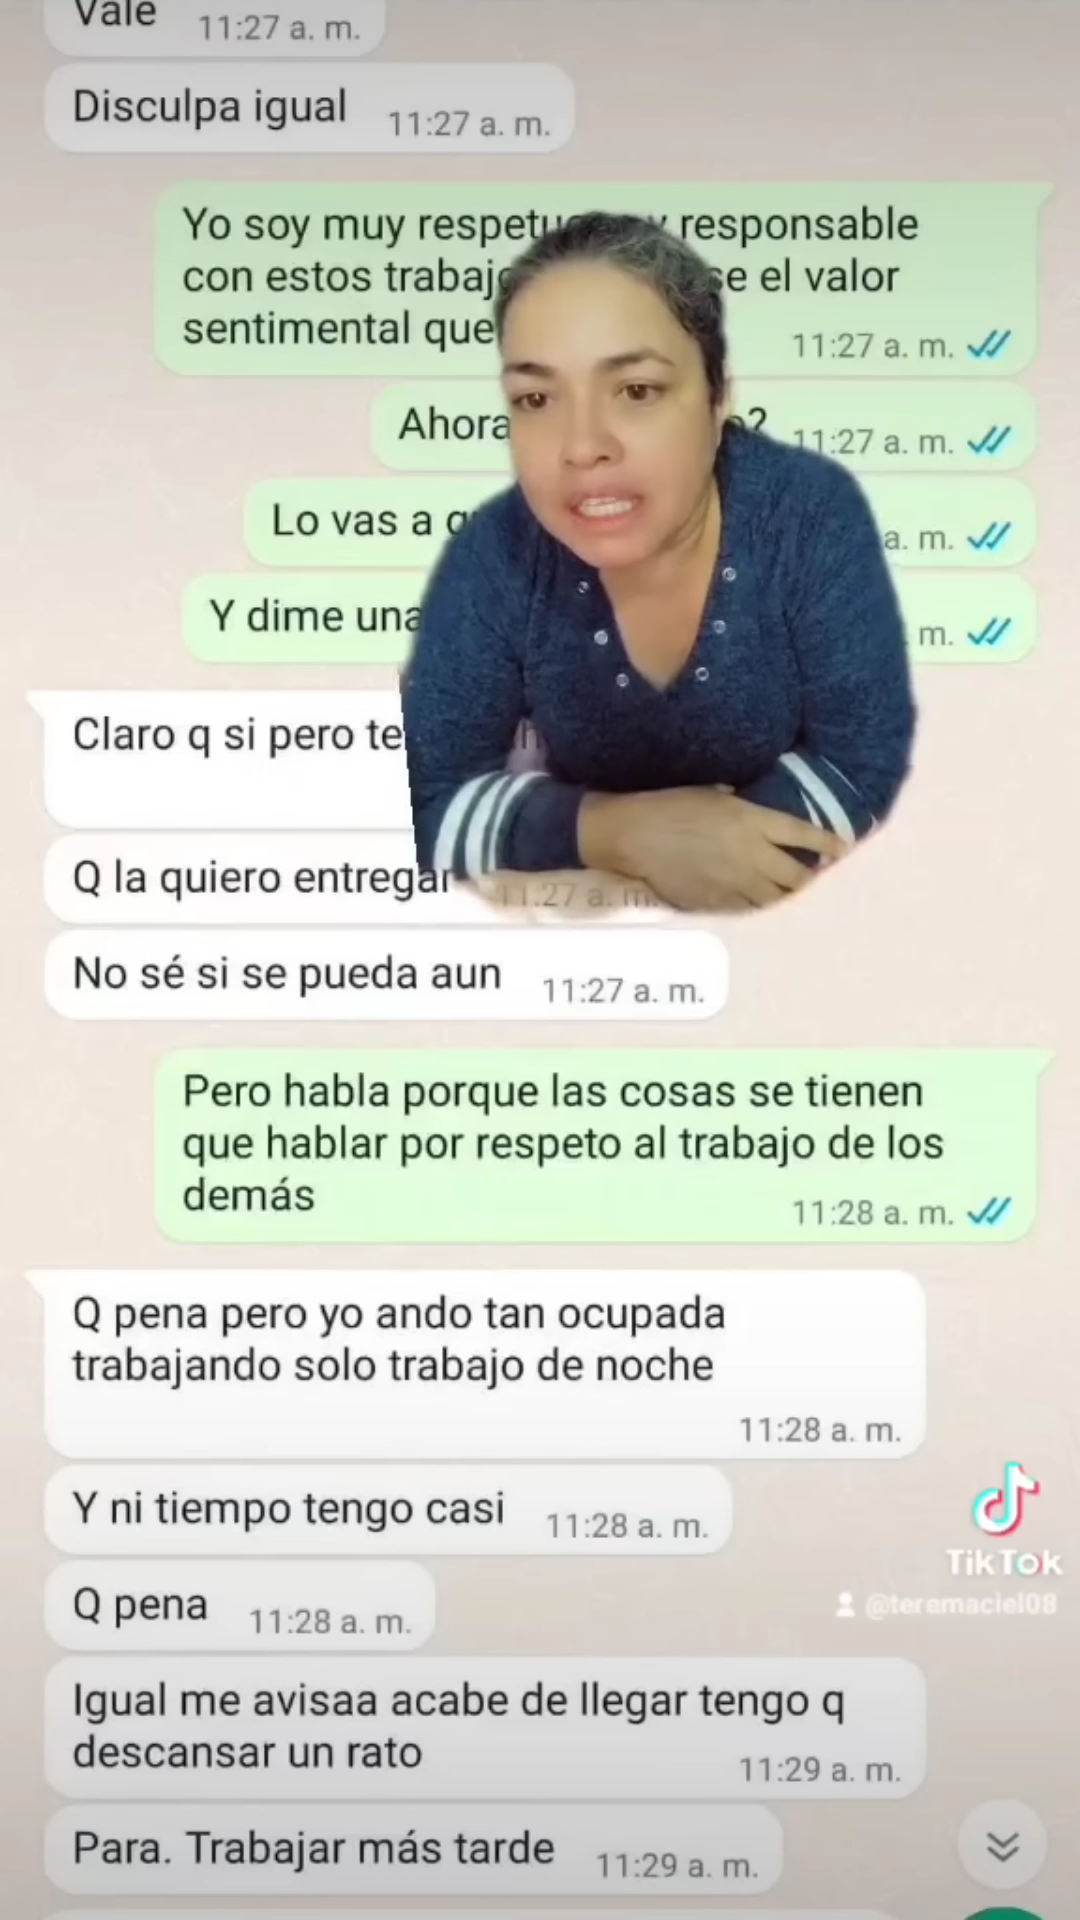 Vale 11:27 a. m.
Disculpa igual 11:27 a. m.
Yo soy muy responsable
con estos el valor
sentimental que
11:27 a. m.
Ahora
11:27 a. m.
Lo vas a
a. m.
Y dime una
m.
Claro q si pero
Q la quiero entregar 11:27 a. m.
No sé si se pueda aun 11:27 a. m.
Pero habla porque las cosas se tienen
que hablar por respeto al trabajo de los
demás
11:28 a. m.
Q pena pero yo ando tan ocupada
trabajando solo trabajo de noche
11:28 a. m.
Y ni tiempo tengo casi 11:28 a. m.
Q pena 11:28 a. m.
TikTok
@teremaciel08
Igual me avisaa acabe de llegar tengo q
descansar un rato
11:29 a. m.
Para. Trabajar más tarde 11:29 a. m.